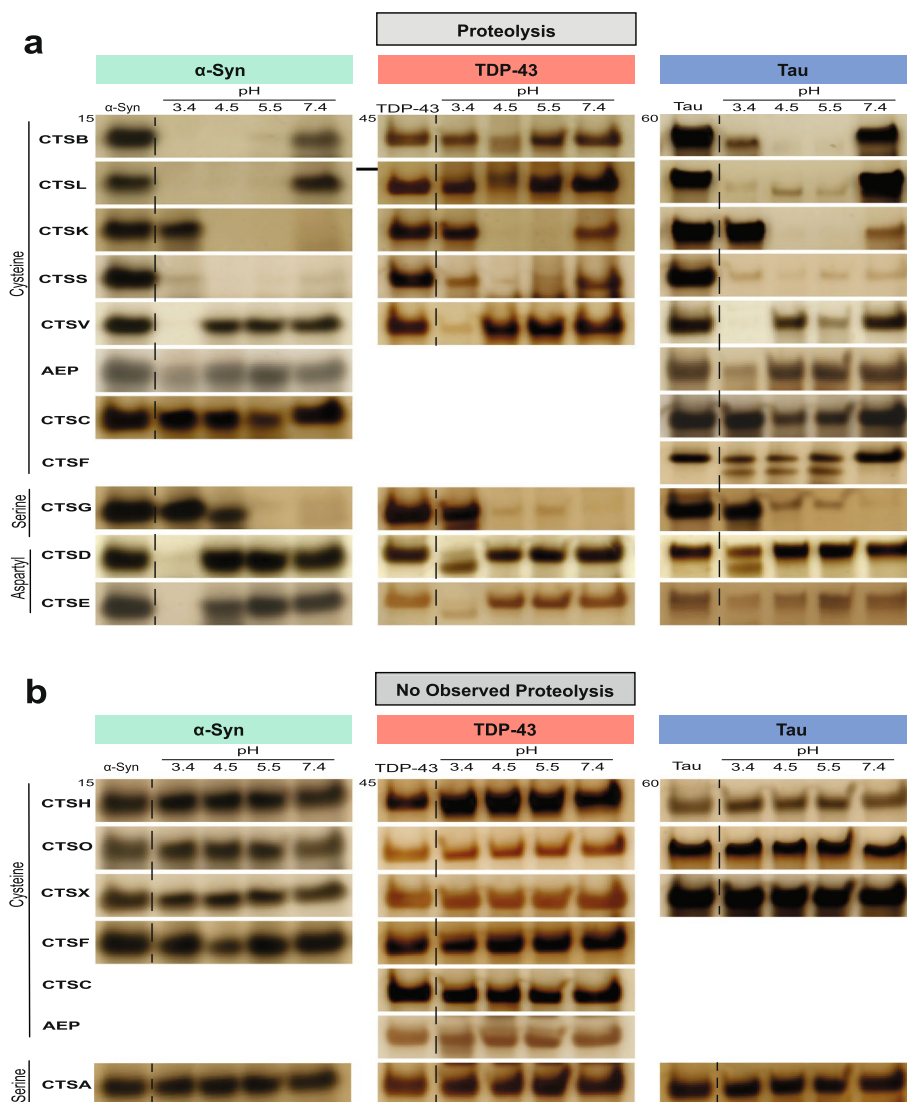 a
Proteolysis
α-Syn TDP-43 Tau
pH pH pH
α-Syn 3.4 4.5 5.5 7.4 TDP-43 3.4 4.5 5.5 7.4 Tau 3.4 4.5 5.5 7.4
15 45 60
Cysteine
CTSB
CTSL
CTSK
CTSS
CTSV
AEP
CTSC
CTSF
Serine
CTSG
Aspartyl
CTSD
CTSE
b
No Observed Proteolysis
α-Syn TDP-43 Tau
pH pH pH
α-Syn 3.4 4.5 5.5 7.4 TDP-43 3.4 4.5 5.5 7.4 Tau 3.4 4.5 5.5 7.4
15 45 60
Cysteine
CTSH
CTSO
CTSX
CTSF
CTSC
AEP
Serine
CTSA